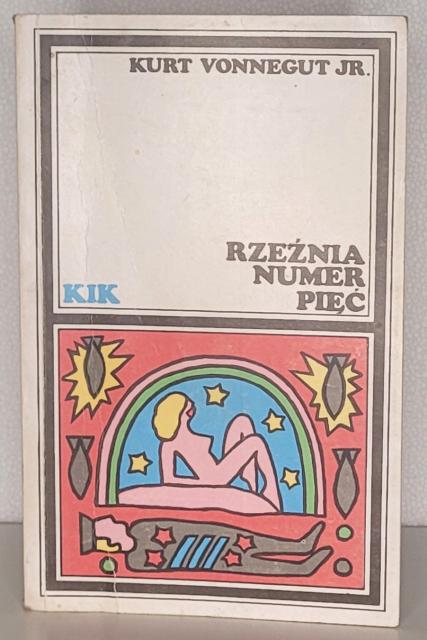 KURT VONNEGUT JR.
RZEŹNIA
NUMER
PIĘĆ
KIK